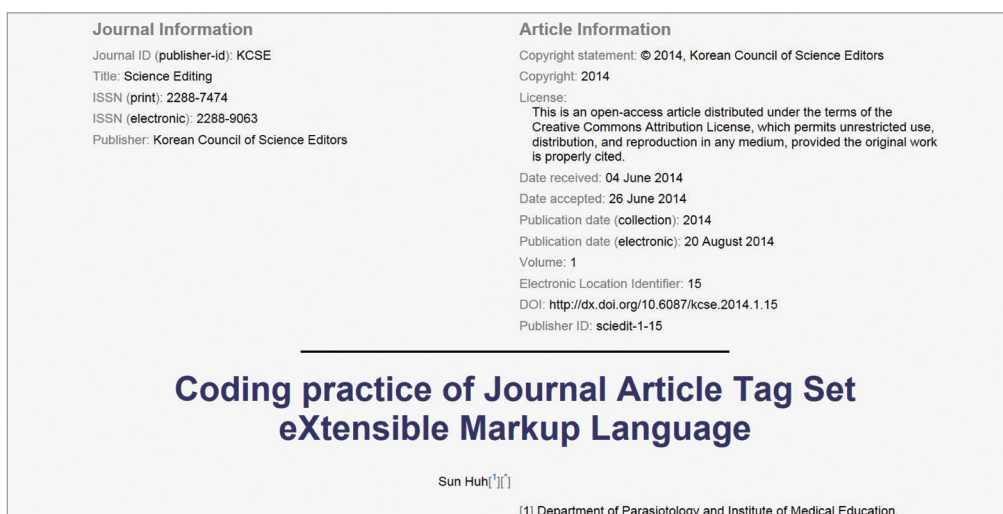 Journal Information
Journal ID (publisher-id): KCSE
Title: Science Editing
ISSN (print): 2288-7474
ISSN (electronic): 2288-9063
Publisher: Korean Council of Science Editors
Article Information
Copyright statement: © 2014, Korean Council of Science Editors
Copyright: 2014
License:
This is an open-access article distributed under the terms of the
Creative Commons Attribution License, which permits unrestricted use,
distribution, and reproduction in any medium, provided the original work
is properly cited.
Date received: 04 June 2014
Date accepted: 26 June 2014
Publication date (collection): 2014
Publication date (electronic): 20 August 2014
Volume: 1
Electronic Location Identifier: 15
DOI: http://dx.doi.org/10.6087/kcse.2014.1.15
Publisher ID: sciedit-1-15
Coding practice of Journal Article Tag Set
eXtensible Markup Language
Sun Huh[1][*]
[1] Department of Parasiotology and Institute of Medical Education,